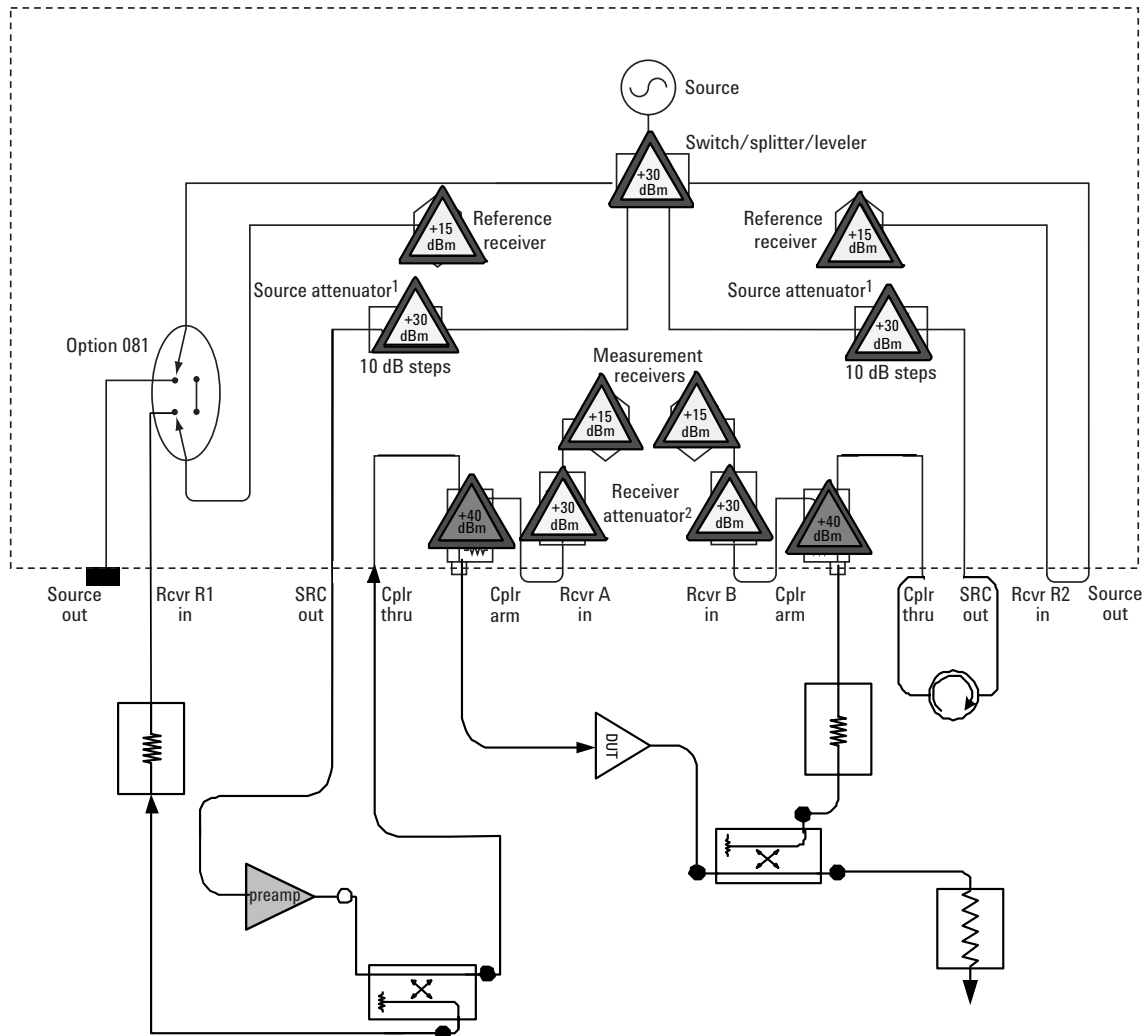 Source
Switch/splitter/leveler
+30
dBm
+15
dBm
Reference
receiver
Reference
receiver
+15
dBm
Source attenuator1
+30
dBm
10 dB steps
Source attenuator1
+30
dBm
10 dB steps
Option 081
Measurement
receivers
+15
dBm
+15
dBm
+40
dBm
+30
dBm
Receiver
attenuator2
+30
dBm
+40
dBm
Source
out
Rcvr R1
in
SRC
out
Cplr
thru
Cplr
arm
Rcvr A
in
Rcvr B
in
Cplr
arm
Cplr
thru
SRC
out
Rcvr R2
in
Source
out
DUT
preamp